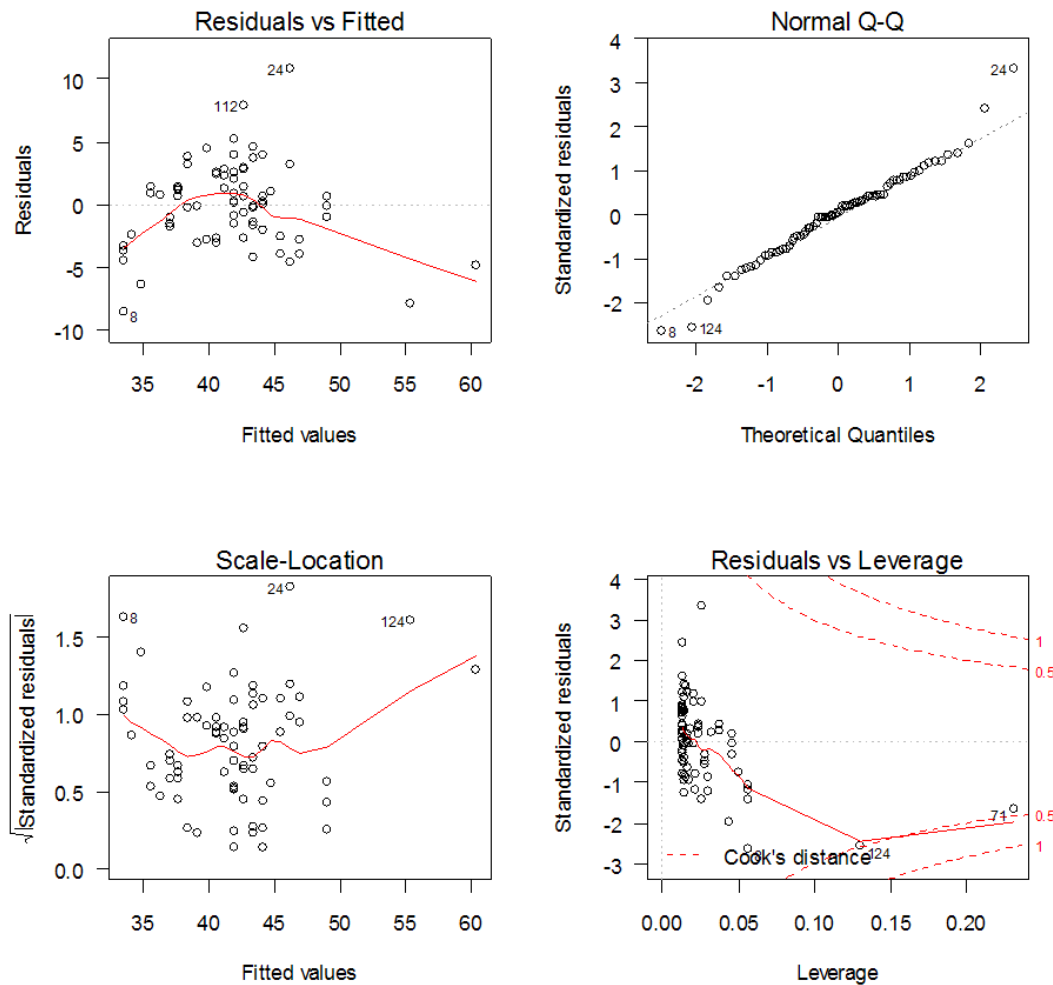 Residuals vs Fitted
Residuals
10
5
0
-5
-10
24
112
8
35 40 45 50 55 60
Fitted values
Normal Q-Q
Standardized residuals
4
3
2
1
0
-1
-2
24
8
124
-2 -1 0 1 2
Theoretical Quantiles
Scale-Location
√|Standardized residuals|
1.5
1.0
0.5
0.0
8
24
124
35 40 45 50 55 60
Fitted values
Residuals vs Leverage
Standardized residuals
4
3
2
1
0
-1
-2
-3
1
0.5
71
0.5
1
8
124
Cook's distance
0.00 0.05 0.10 0.15 0.20
Leverage